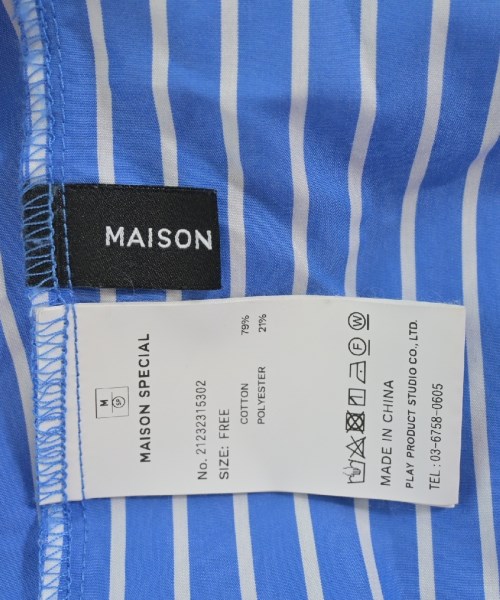 MAISON
M
SP
MAISON SPECIAL
No. 21232315302
SIZE: FREE
COTTON 79%
POLYESTER 21%
MADE IN CHINA
PLAY PRODUCT STUDIO CO., LTD.
TEL : 03-6758-0605